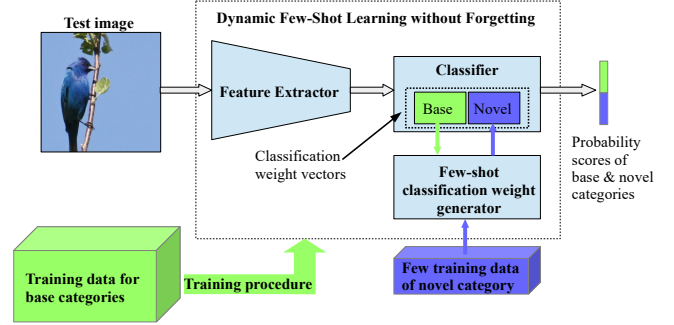 Dynamic Few-Shot Learning without Forgetting
Test image
Feature Extractor
Classifier
Base
Novel
Classification
weight vectors
Few-shot
classification weight
generator
Probability
scores of
base & novel
categories
Training data for
base categories
Training procedure
Few training data
of novel category